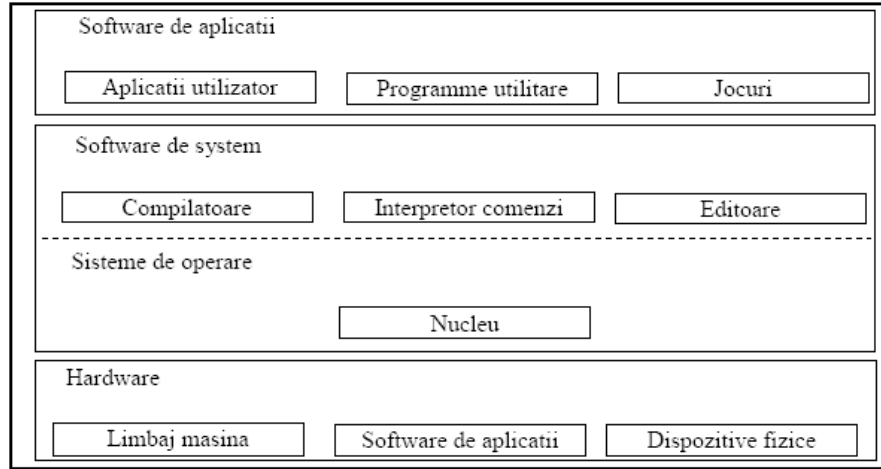 Software de aplicatii
Aplicatii utilizator
Programme utilitare
Jocuri
Software de system
Compilatoare
Interpretor comenzi
Editoare
Sisteme de operare
Nucleu
Hardware
Limbaj masina
Software de aplicatii
Dispozitive fizice